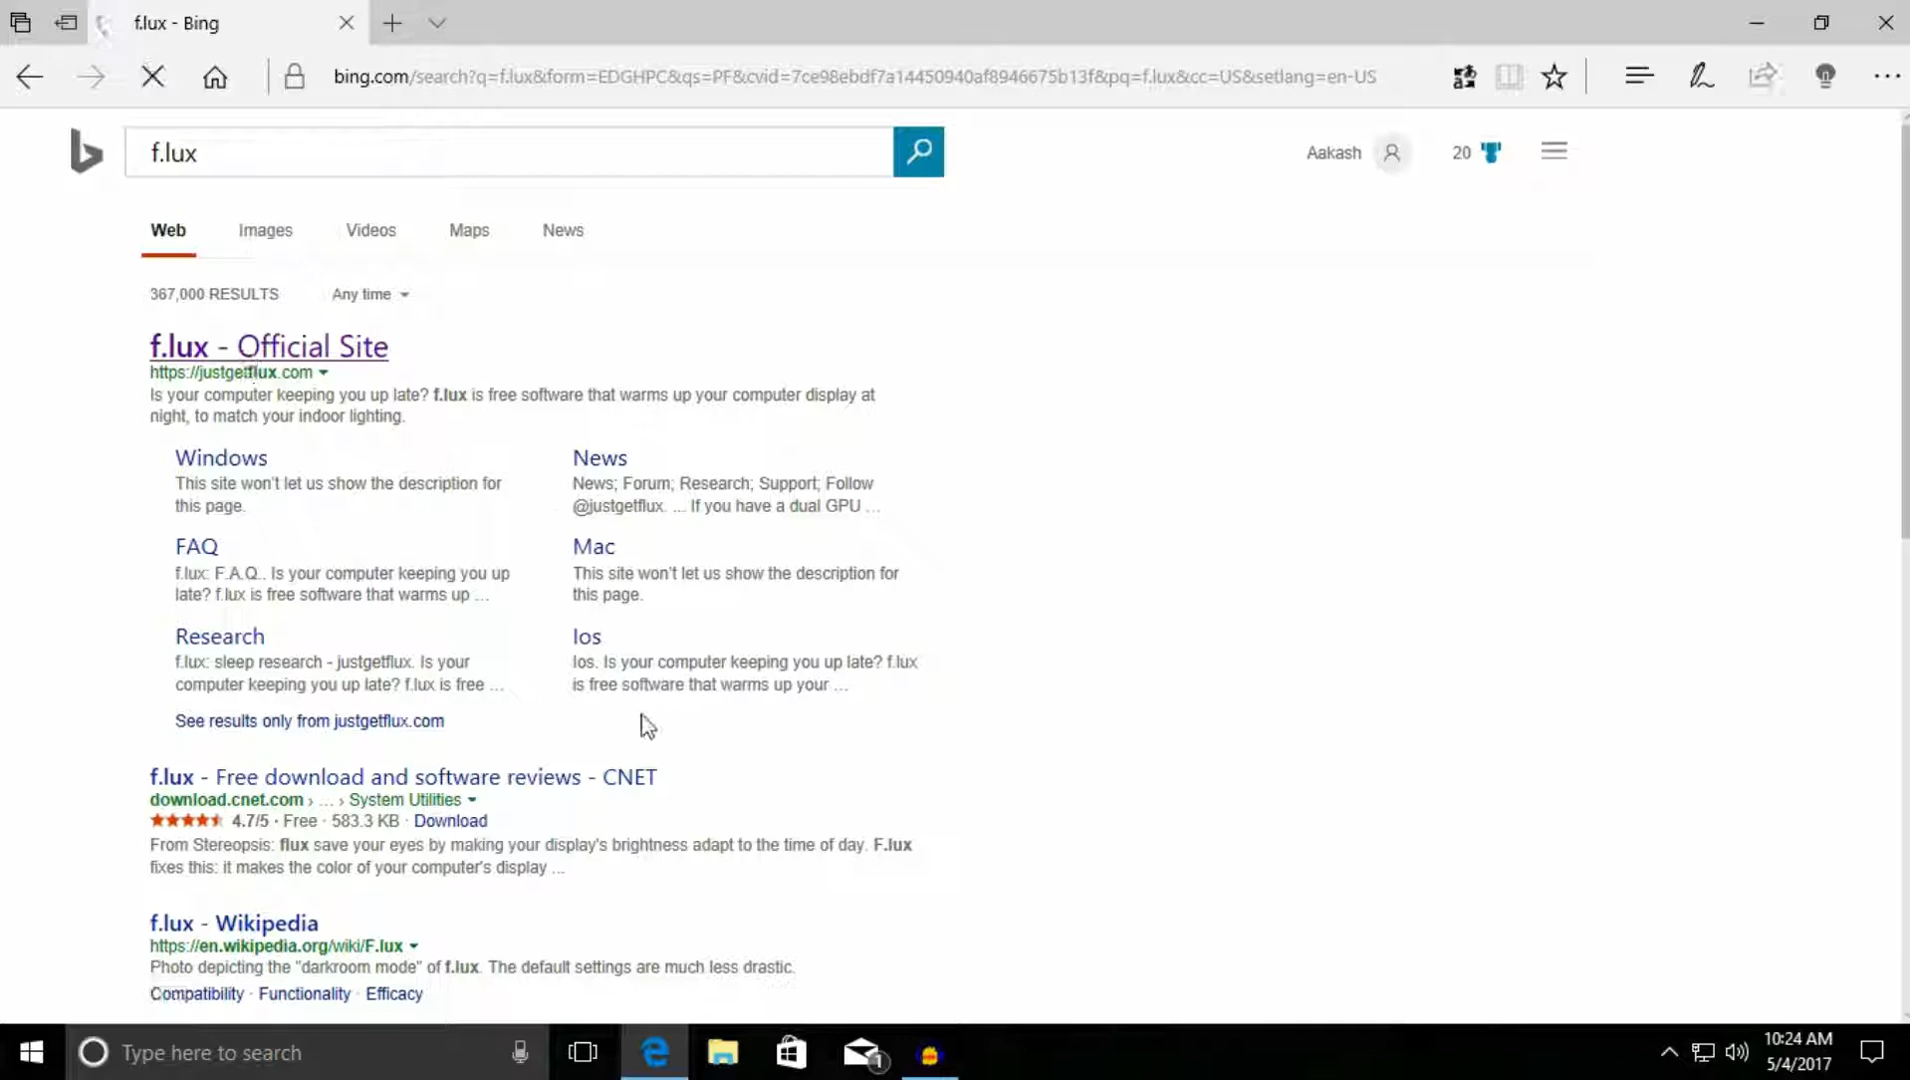 f.lux - Bing
bing.com/search?q=f.lux&form=EDGHPC&qs=PF&cvid=7ce98ebdf7a14450940af8946675b13f&pq=f.lux&cc=US&setlang=en-US
f.lux
Aakash
20
Web Images Videos Maps News
367,000 RESULTS Any time
f.lux - Official Site
https://justgetflux.com
Is your computer keeping you up late? f.lux is free software that warms up your computer display at
night, to match your indoor lighting.
Windows
This site won't let us show the description for
this page.
News
News; Forum; Research; Support; Follow
@justgetflux. ... If you have a dual GPU ...
FAQ
f.lux: F.A.Q.. Is your computer keeping you up
late? f.lux is free software that warms up ...
Mac
This site won't let us show the description for
this page.
Research
f.lux: sleep research - justgetflux. Is your
computer keeping you up late? f.lux is free ...
Ios
Ios. Is your computer keeping you up late? f.lux
is free software that warms up your ...
See results only from justgetflux.com
f.lux - Free download and software reviews - CNET
download.cnet.com › ... › System Utilities
4.7/5 · Free · 583.3 KB · Download
From Stereopsis: flux save your eyes by making your display's brightness adapt to the time of day. F.lux
fixes this: it makes the color of your computer's display ...
f.lux - Wikipedia
https://en.wikipedia.org/wiki/F.lux
Photo depicting the "darkroom mode" of f.lux. The default settings are much less drastic.
Compatibility · Functionality · Efficacy
Type here to search
1
10:24 AM
5/4/2017